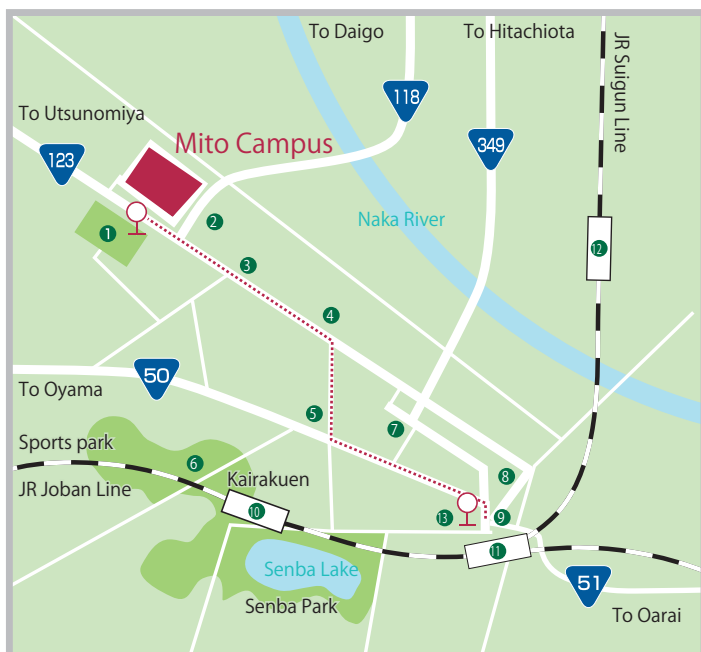 To Daigo
To Hitachiota
JR Suigun Line
118
To Utsunomiya
Mito Campus
349
123
Naka River
1
2
12
3
4
50
To Oyama
5
7
Sports park
6
Kairakuen
8
JR Joban Line
10
13
9
11
Senba Lake
51
Senba Park
To Oarai